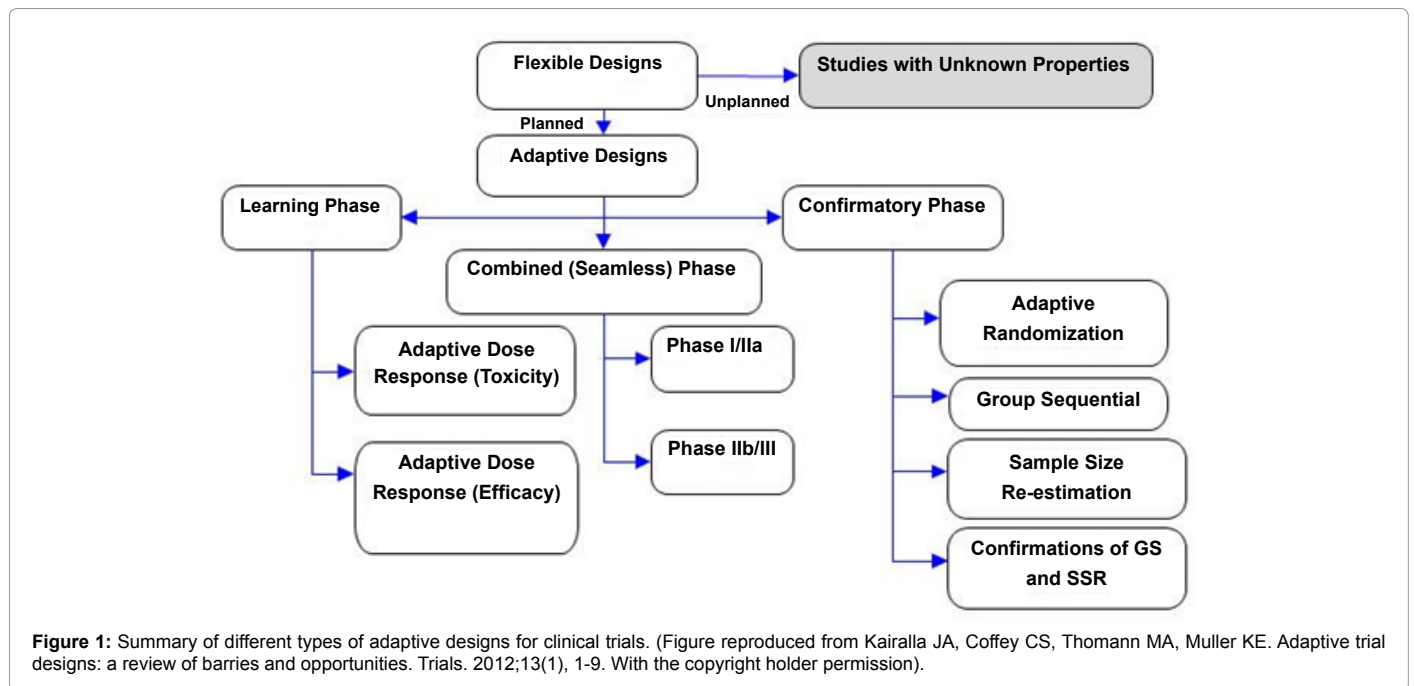 Flexible Designs
Studies with Unknown Properties
Unplanned
Planned
Adaptive Designs
Learning Phase
Confirmatory Phase
Combined (Seamless) Phase
Adaptive Dose
Response (Toxicity)
Adaptive Dose
Response (Efficacy)
Phase I/IIa
Phase IIb/III
Adaptive
Randomization
Group Sequential
Sample Size
Re-estimation
Confirmations of GS
and SSR
Figure 1: Summary of different types of adaptive designs for clinical trials. (Figure reproduced from Kairalla JA, Coffey CS, Thomann MA, Muller KE. Adaptive trial
designs: a review of barries and opportunities. Trials. 2012;13(1), 1-9. With the copyright holder permission).